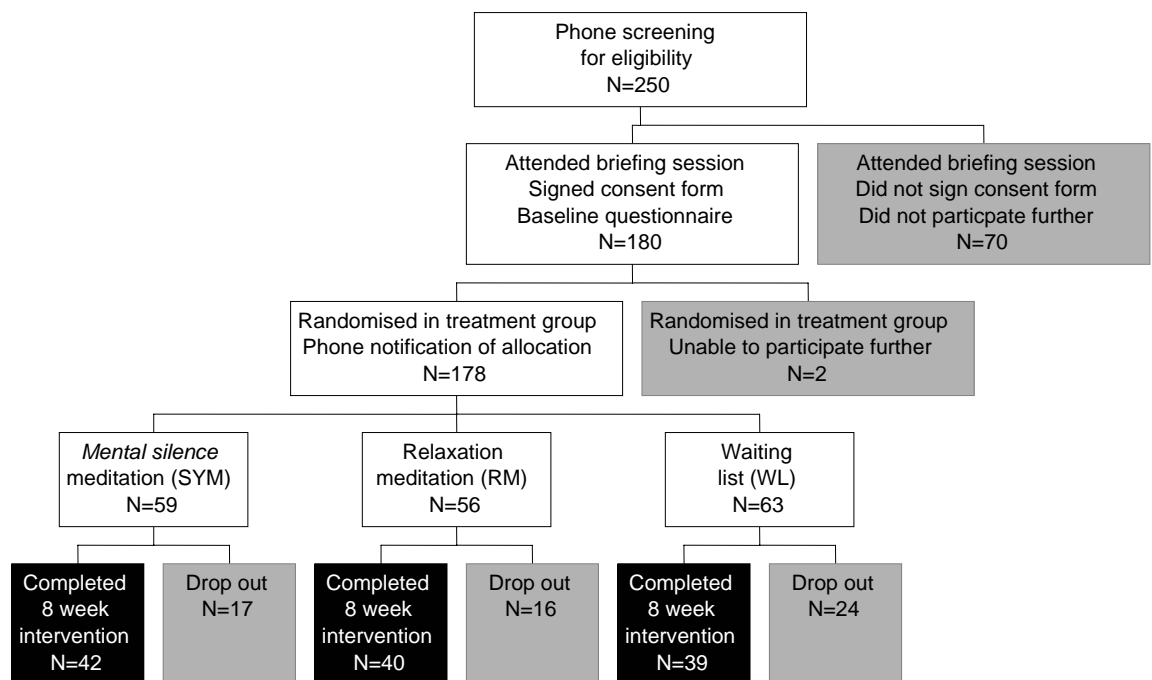 Phone screening
for eligibility
N=250
Attended briefing session
Signed consent form
Baseline questionnaire
N=180
Attended briefing session
Did not sign consent form
Did not particpate further
N=70
Randomised in treatment group
Phone notification of allocation
N=178
Randomised in treatment group
Unable to participate further
N=2
Mental silence
meditation (SYM)
N=59
Relaxation
meditation (RM)
N=56
Waiting
list (WL)
N=63
Completed
8 week
intervention
N=42
Drop out
N=17
Completed
8 week
intervention
N=40
Drop out
N=16
Completed
8 week
intervention
N=39
Drop out
N=24